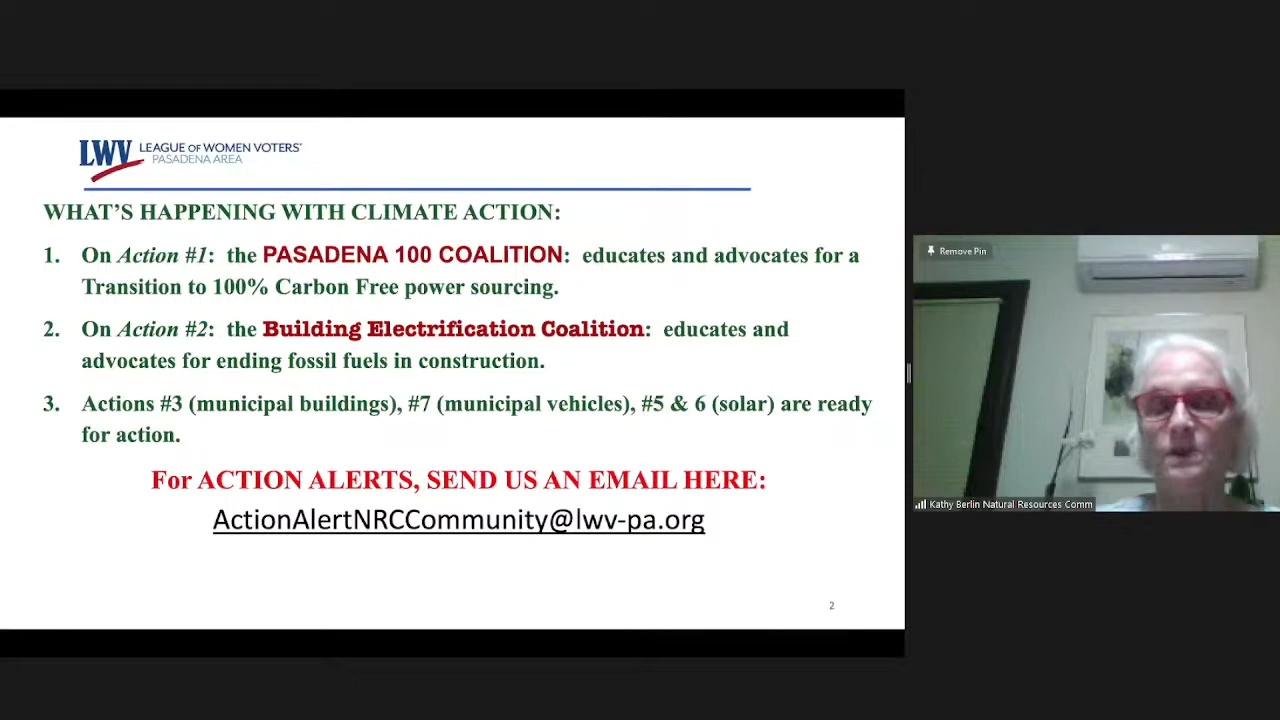 LWV LEAGUE OF WOMEN VOTERS®
PASADENA AREA
WHAT'S HAPPENING WITH CLIMATE ACTION:
1. On Action #1: the PASADENA 100 COALITION: educates and advocates for a
Transition to 100% Carbon Free power sourcing.
2. On Action #2: the Building Electrification Coalition: educates and
advocates for ending fossil fuels in construction.
3. Actions #3 (municipal buildings), #7 (municipal vehicles), #5 & 6 (solar) are ready
for action.
For ACTION ALERTS, SEND US AN EMAIL HERE:
ActionAlertNRCCommunity@lwv-pa.org
2
Remove Pin
Kathy Berlin Natural Resources Comm